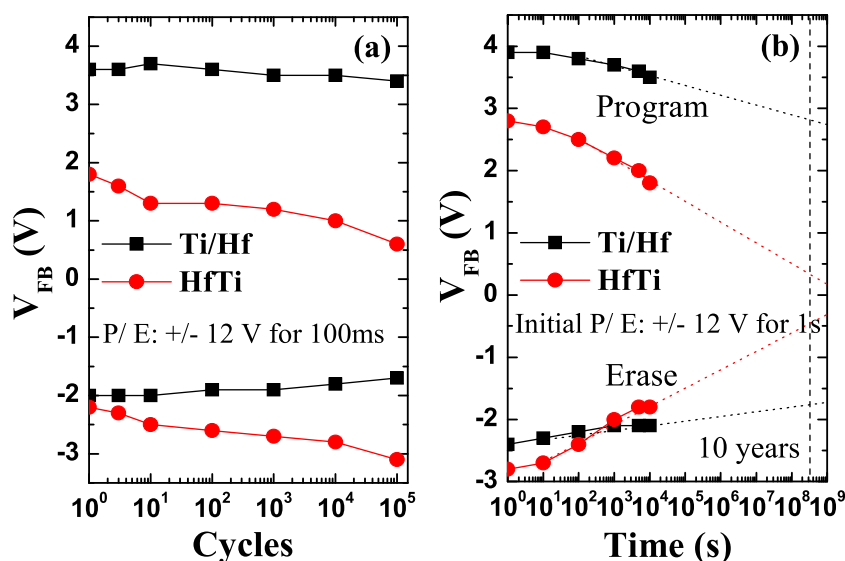 (a)
4
3
2
1
0
-1
-2
-3
V_FB (V)
Ti/Hf
HfTi
P/ E: +/- 12 V for 100ms
10^0 10^1 10^2 10^3 10^4 10^5
Cycles
(b)
4
3
2
1
0
-1
-2
-3
V_FB (V)
Program
Ti/Hf
HfTi
Initial P/ E: +/- 12 V for 1s
Erase
10 years
10^0 10^1 10^2 10^3 10^4 10^5 10^6 10^7 10^8 10^9
Time (s)